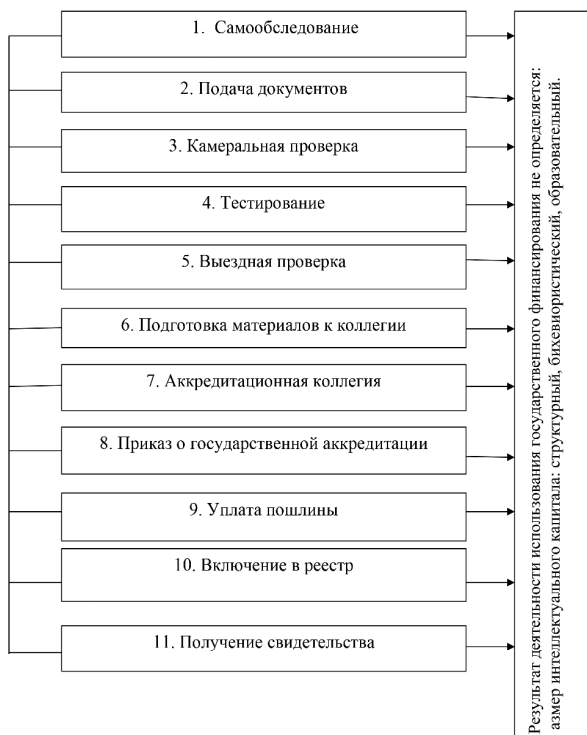 1. Самообследование
2. Подача документов
3. Камеральная проверка
4. Тестирование
5. Выездная проверка
6. Подготовка материалов к коллегии
7. Аккредитационная коллегия
8. Приказ о государственной аккредитации
9. Уплата пошлины
10. Включение в реестр
11. Получение свидетельства
Результат деятельности использования государственного финансирования не определяется:
азмер интеллектуального капитала: структурный, бихевиористический, образовательный.